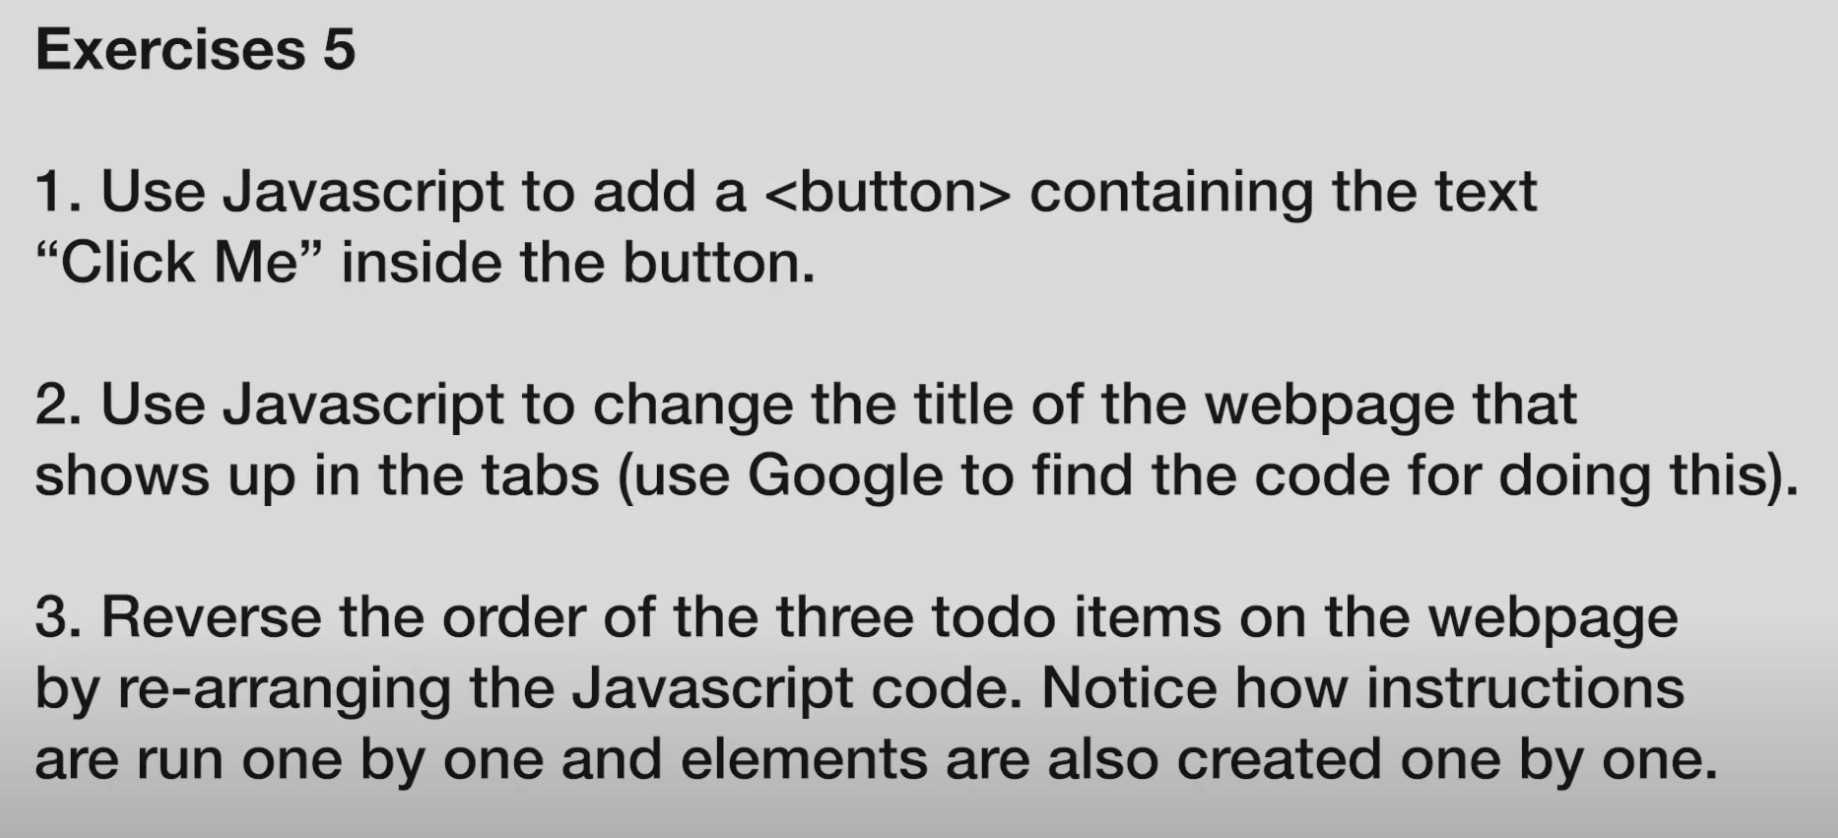 Exercises 5
1. Use Javascript to add a <button> containing the text
“Click Me” inside the button.
2. Use Javascript to change the title of the webpage that
shows up in the tabs (use Google to find the code for doing this).
3. Reverse the order of the three todo items on the webpage
by re-arranging the Javascript code. Notice how instructions
are run one by one and elements are also created one by one.